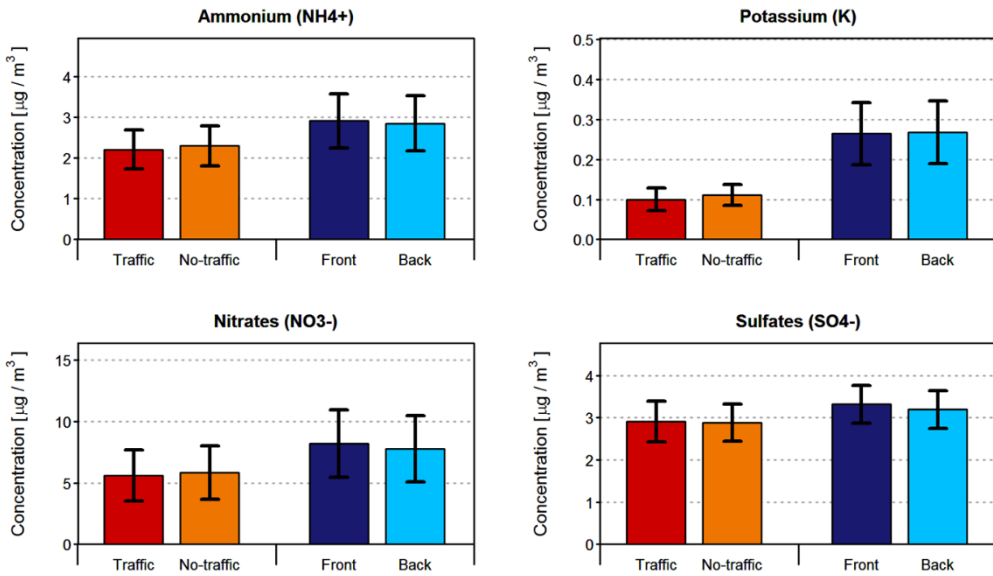 Ammonium (NH4+)
Concentration [ μg / m³ ]
4
3
2
1
0
Traffic No-traffic Front Back
Potassium (K)
Concentration [ μg / m³ ]
0.5
0.4
0.3
0.2
0.1
0.0
Traffic No-traffic Front Back
Nitrates (NO3-)
Concentration [ μg / m³ ]
15
10
5
0
Traffic No-traffic Front Back
Sulfates (SO4-)
Concentration [ μg / m³ ]
4
3
2
1
0
Traffic No-traffic Front Back